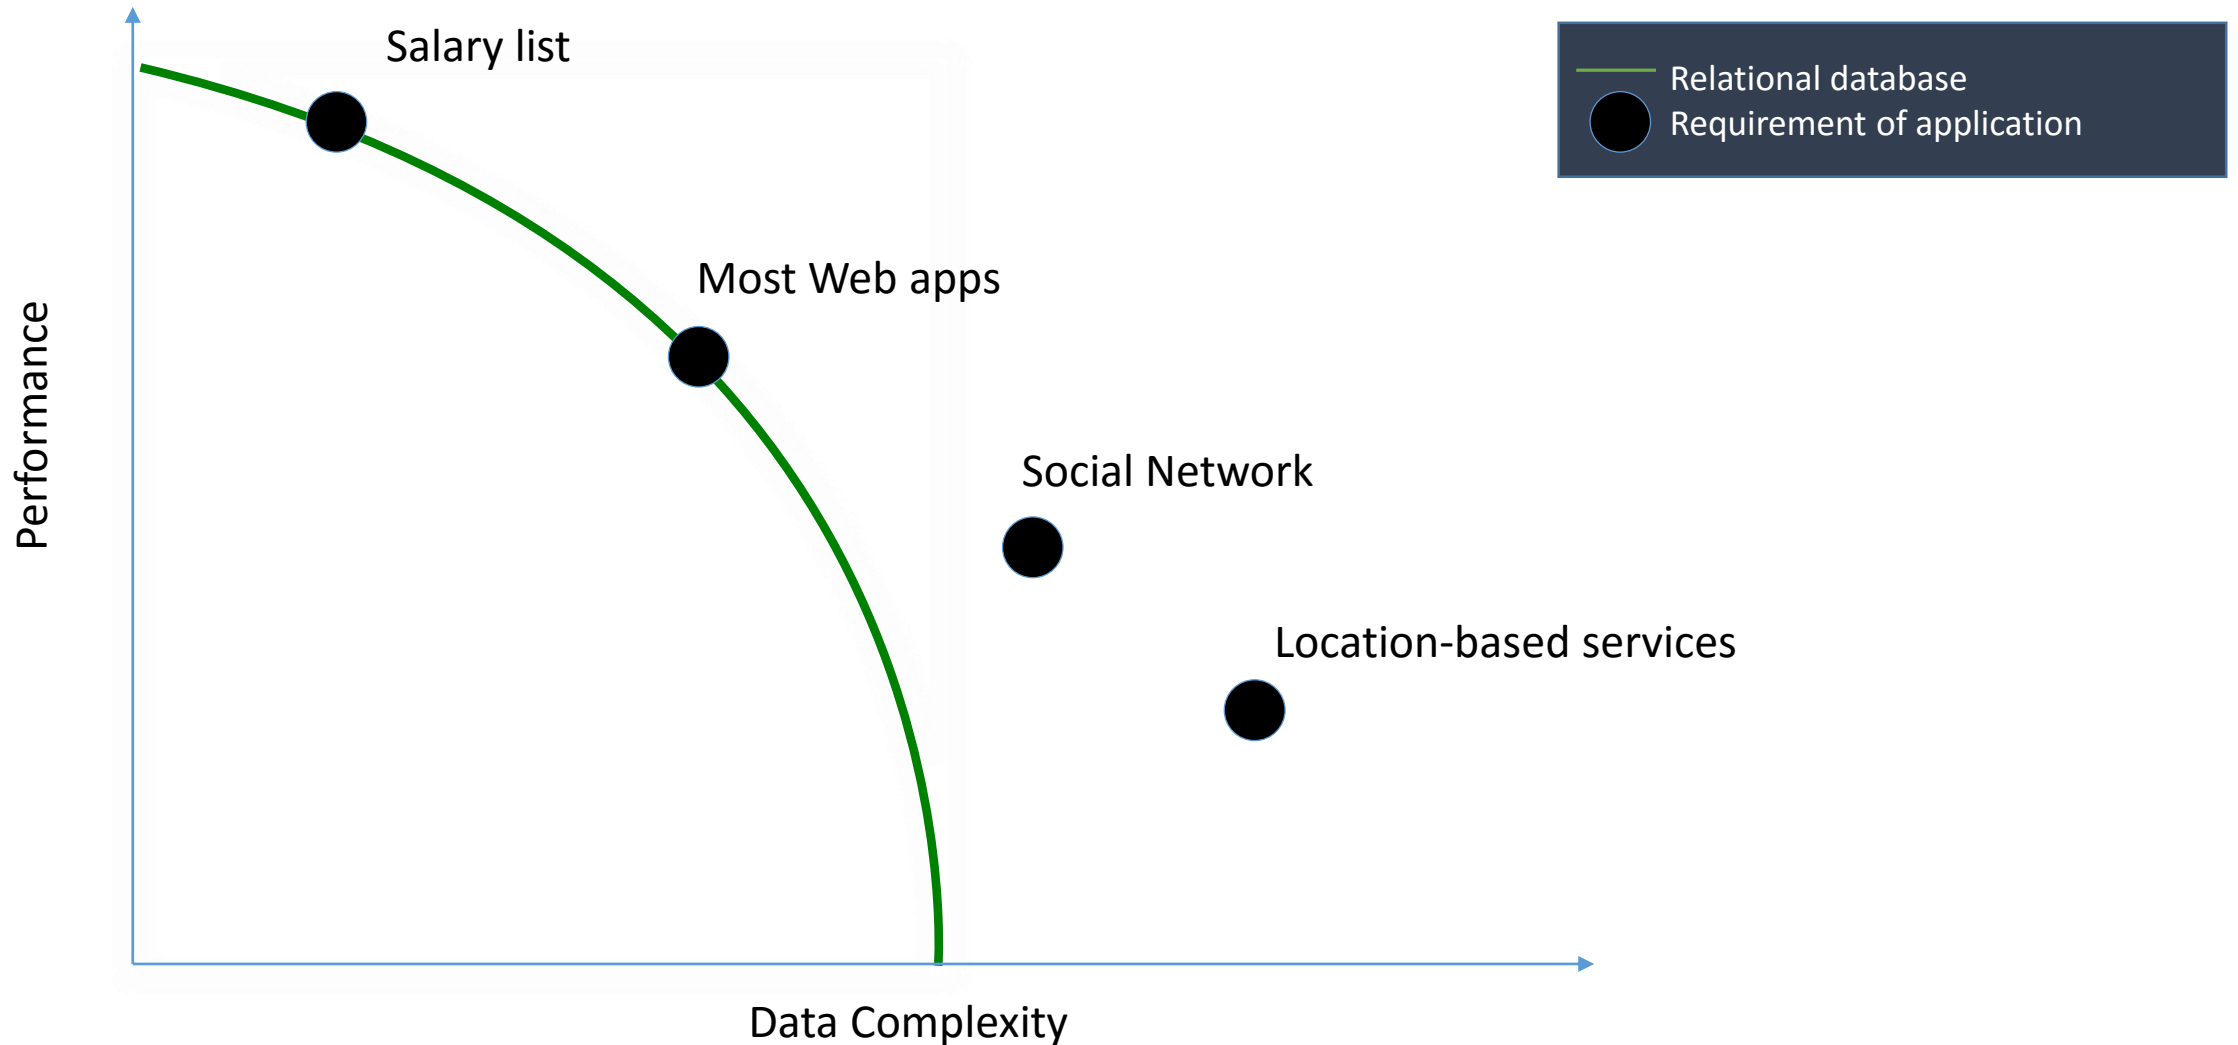 Salary list
Relational database
Requirement of application
Most Web apps
Performance
Social Network
Location-based services
Data Complexity